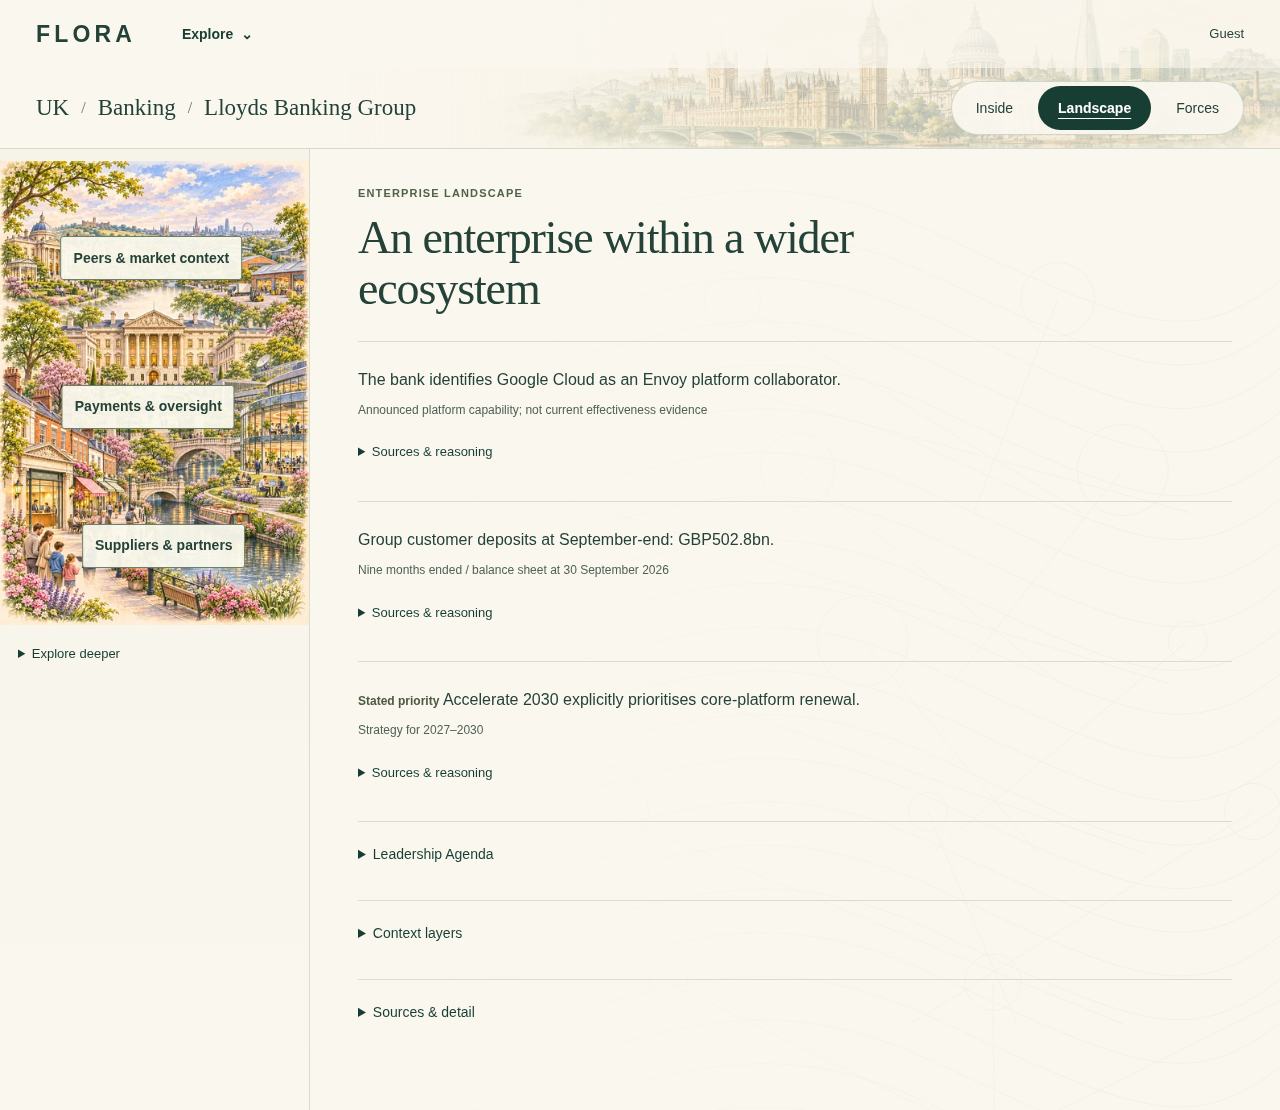 FLORA
Explore
Guest
UK / Banking / Lloyds Banking Group
Inside
Landscape
Forces
Peers & market context
Payments & oversight
Suppliers & partners
Explore deeper
ENTERPRISE LANDSCAPE
An enterprise within a wider
ecosystem
The bank identifies Google Cloud as an Envoy platform collaborator.
Announced platform capability; not current effectiveness evidence
Sources & reasoning
Group customer deposits at September-end: GBP502.8bn.
Nine months ended / balance sheet at 30 September 2026
Sources & reasoning
Stated priority Accelerate 2030 explicitly prioritises core-platform renewal.
Strategy for 2027–2030
Sources & reasoning
Leadership Agenda
Context layers
Sources & detail